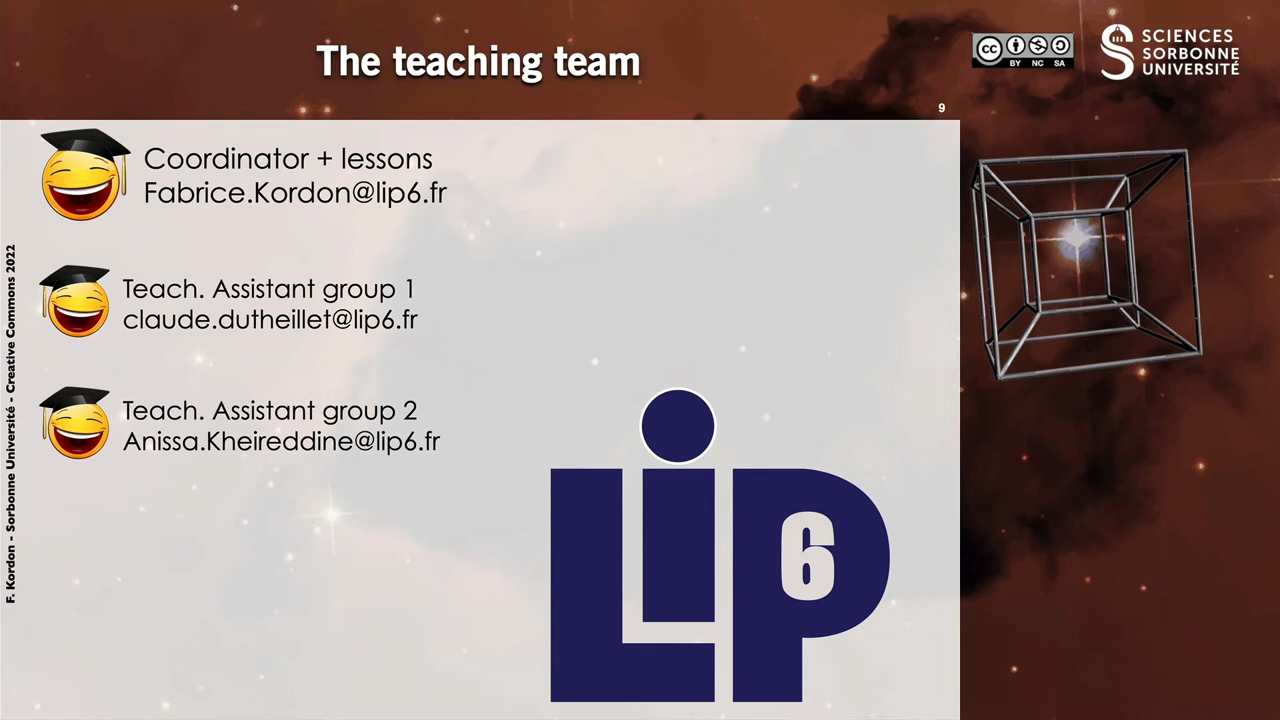 The teaching team
BY NC SA
SCIENCES
SORBONNE
UNIVERSITÉ
9
Coordinator + lessons
Fabrice.Kordon@lip6.fr
Teach. Assistant group 1
claude.dutheillet@lip6.fr
Teach. Assistant group 2
Anissa.Kheireddine@lip6.fr
LiP6
F. Kordon - Sorbonne Université - Creative Commons 2022